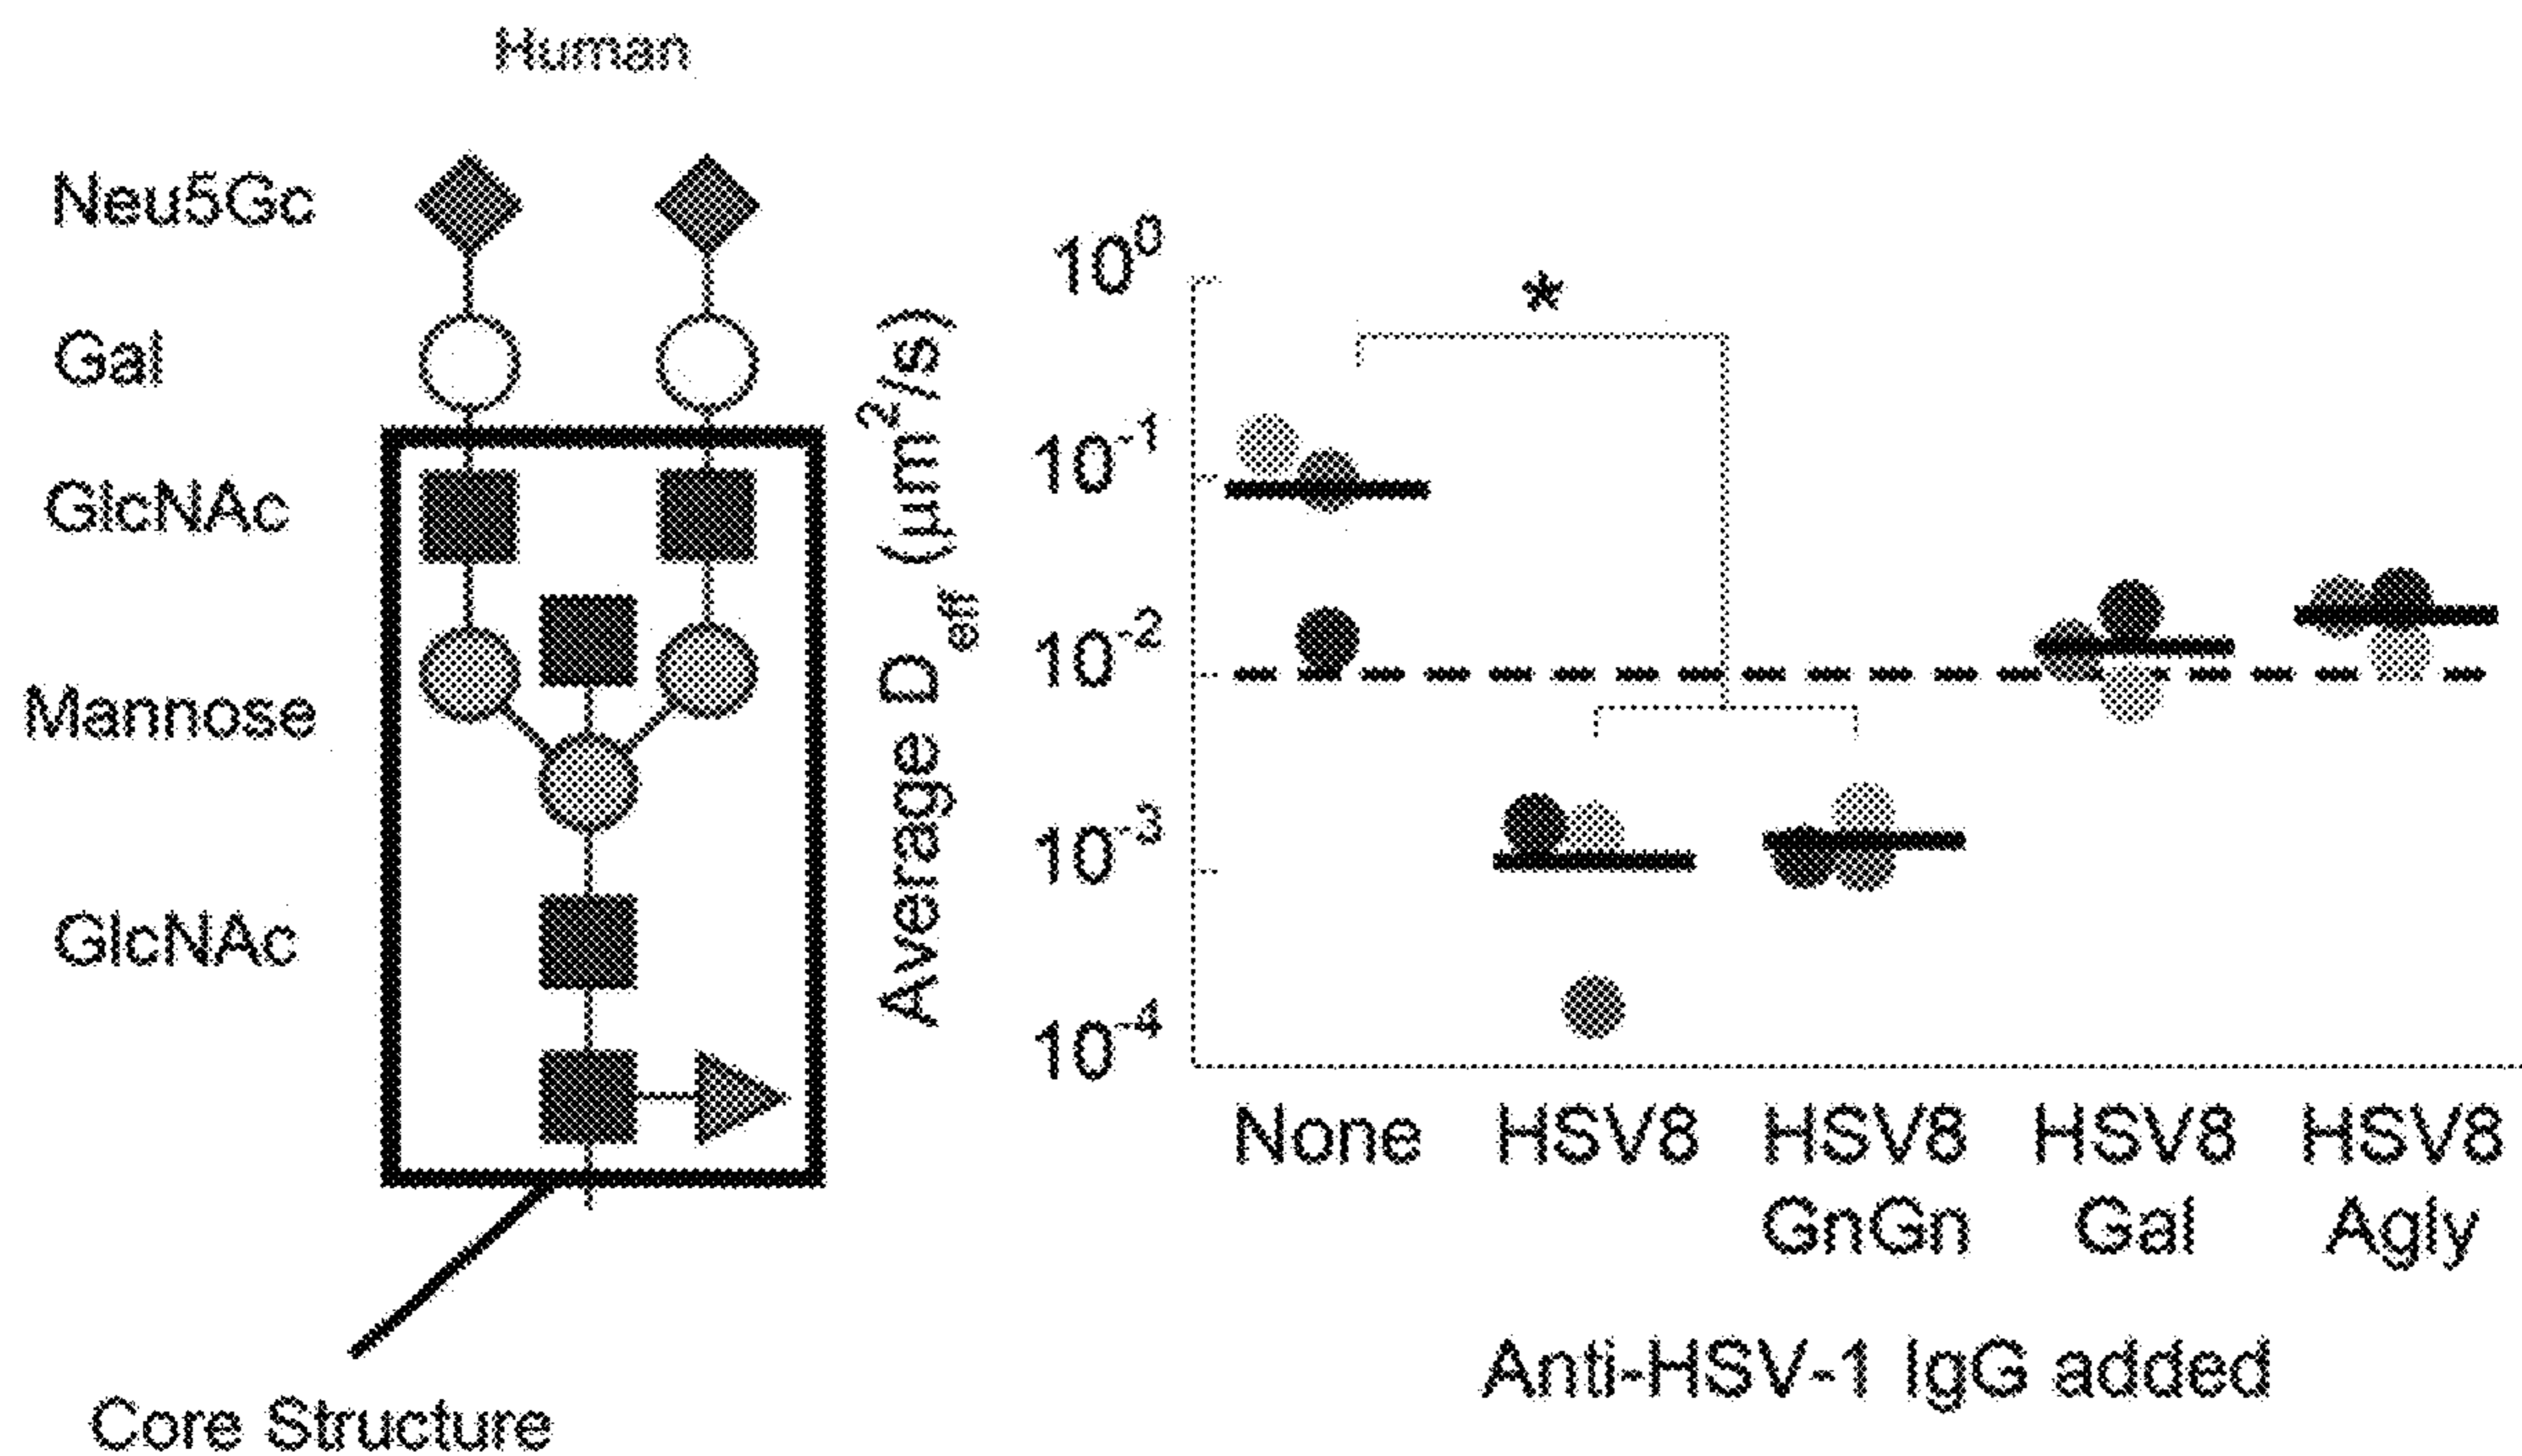 Human
Neu5Gc
Gal
GlcNAc
Mannose
GlcNAc
Core Structure
Average Deff (µm²/s)
10⁰
*
10⁻¹
10⁻²
10⁻³
10⁻⁴
None HSV8 HSV8 HSV8 HSV8
GnGn Gal Agly
Anti-HSV-1 IgG added